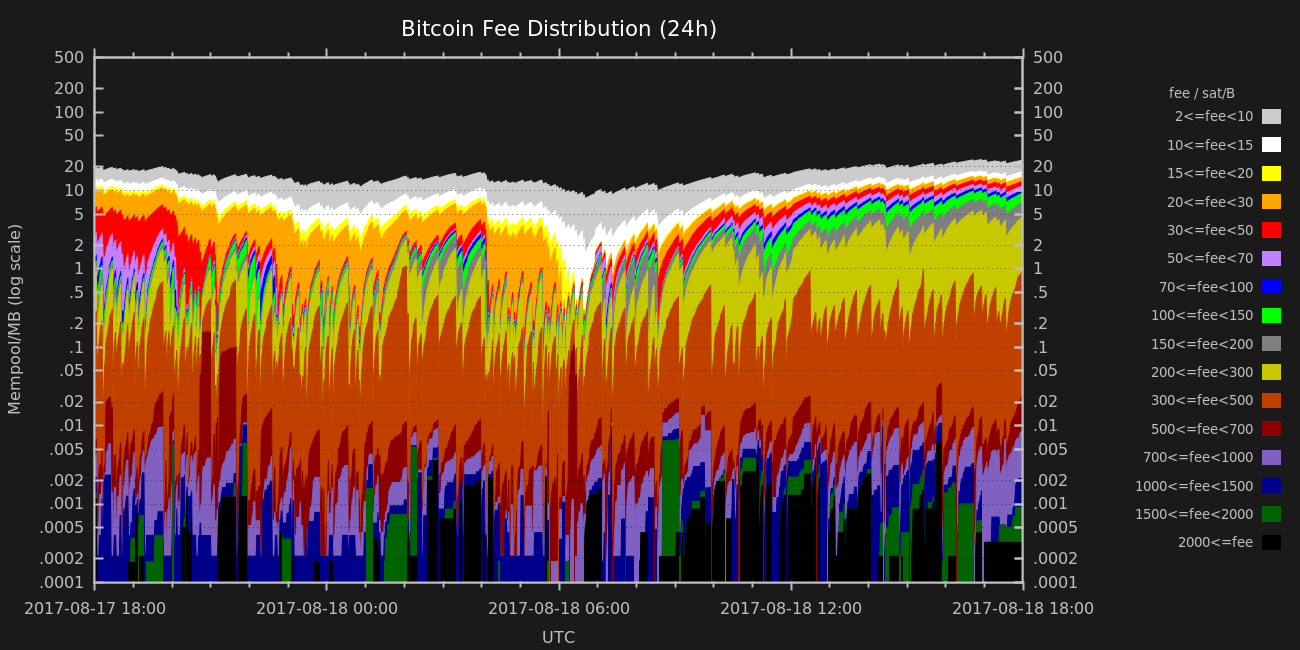 Bitcoin Fee Distribution (24h)
Mempool/MB (log scale)
500
200
100
50
20
10
5
2
1
.5
.2
.1
.05
.02
.01
.005
.002
.001
.0005
.0002
.0001
500
200
100
50
20
10
5
2
1
.5
.2
.1
.05
.02
.01
.005
.002
.001
.0005
.0002
.0001
2017-08-17 18:00
2017-08-18 00:00
2017-08-18 06:00
2017-08-18 12:00
2017-08-18 18:00
UTC
fee / sat/B
2<=fee<10
10<=fee<15
15<=fee<20
20<=fee<30
30<=fee<50
50<=fee<70
70<=fee<100
100<=fee<150
150<=fee<200
200<=fee<300
300<=fee<500
500<=fee<700
700<=fee<1000
1000<=fee<1500
1500<=fee<2000
2000<=fee